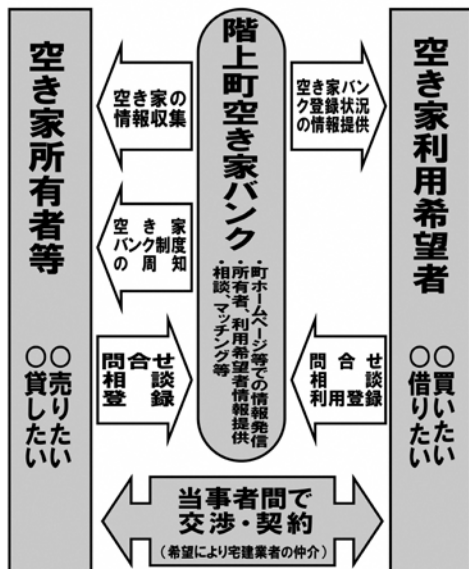 空き家所有者等
○売りたい
○貸したい
空き家の
情報収集
空き家
バンク制度
の周知
問合せ
相談
登録
階上町空き家バンク
・町ホームページ等での情報発信
・所有者、利用希望者情報提供
・相談、マッチング等
空き家バン
ク登録状況
の情報提供
問合せ
相談
利用登録
空き家利用希望者
○買いたい
○借りたい
当事者間で
交渉・契約
(希望により宅建業者の仲介)